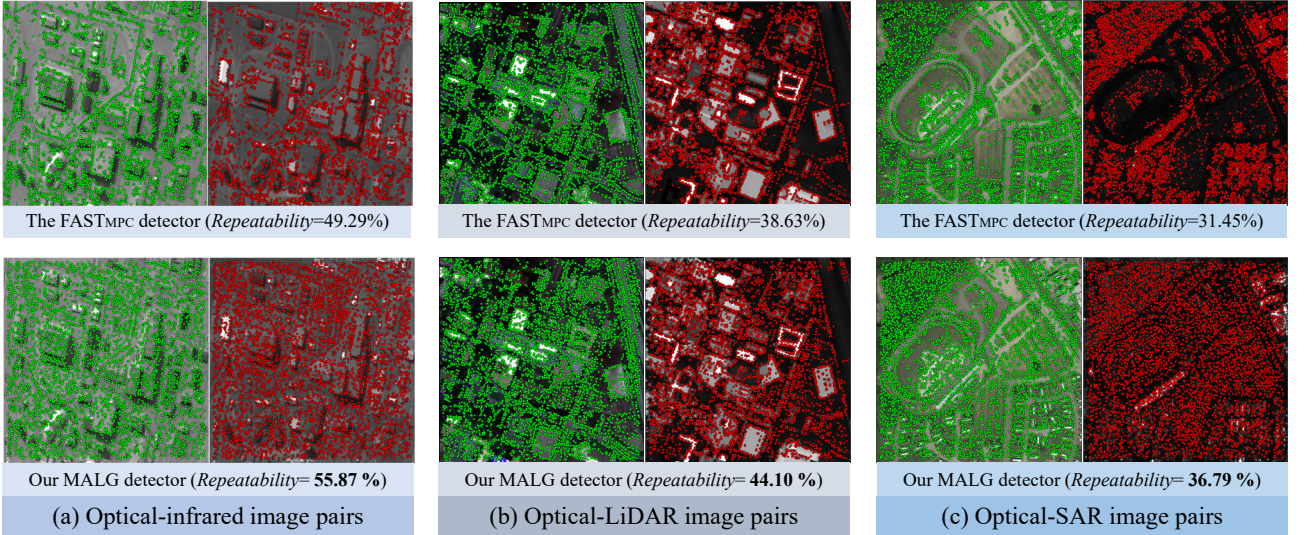 The FASTMPC detector (Repeatability=49.29%)
The FASTMPC detector (Repeatability=38.63%)
The FASTMPC detector (Repeatability=31.45%)
Our MALG detector (Repeatability= 55.87 %)
Our MALG detector (Repeatability= 44.10 %)
Our MALG detector (Repeatability= 36.79 %)
(a) Optical-infrared image pairs
(b) Optical-LiDAR image pairs
(c) Optical-SAR image pairs